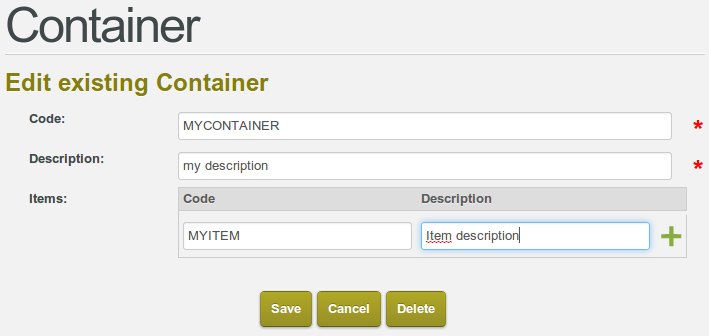 Container
Edit existing Container
Code: MYCONTAINER *
Description: my description *
Items: Code Description
MYITEM Item description
Save Cancel Delete